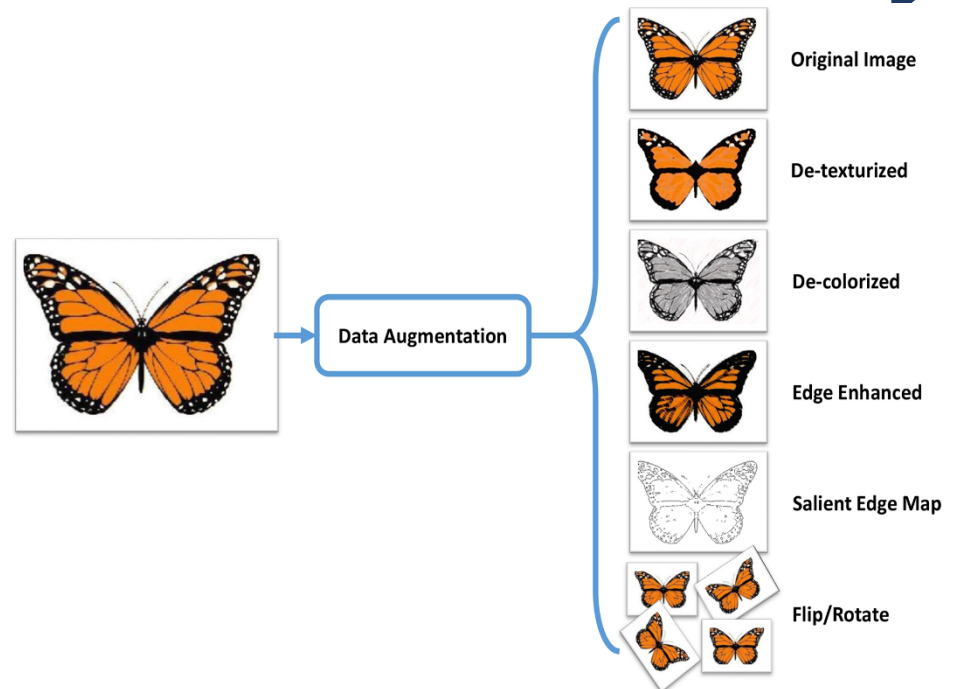 Original Image
De-texturized
De-colorized
Data Augmentation
Edge Enhanced
Salient Edge Map
Flip/Rotate